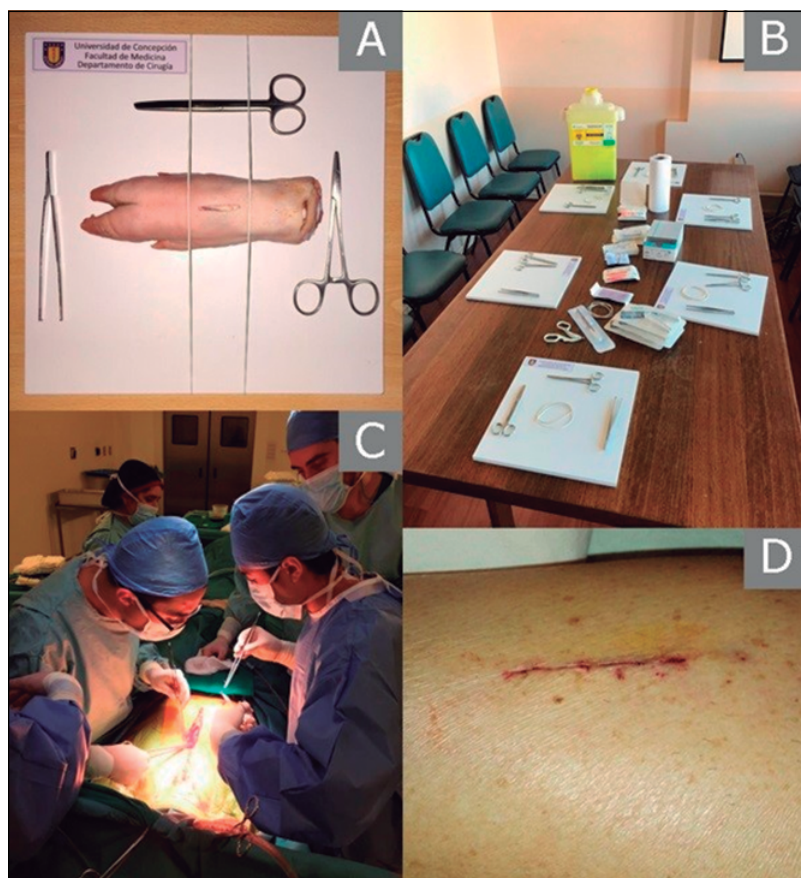 Universidad de Concepción
Facultad de Medicina
Departamento de Cirugía
A
B
C
D